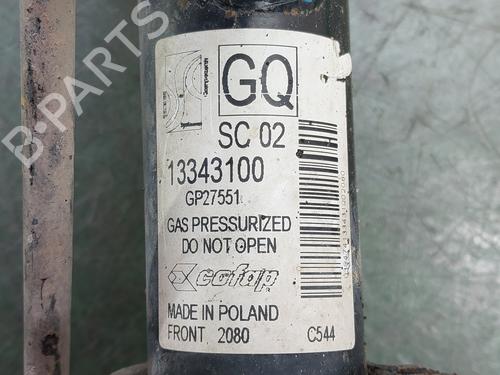 GQ
SC 02
13343100
GP27551
GAS PRESSURIZED
DO NOT OPEN
cofap
MADE IN POLAND
FRONT 2080 C544
B-PARTS